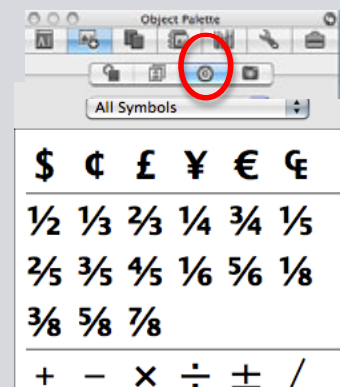 Object Palette
All Symbols
$ ¢ £ ¥ € ₠
½ ⅓ ⅔ ¼ ¾ ⅕
⅖ ⅗ ⅘ ⅙ ⅚ ⅛
⅜ ⅝ ⅞
+ − × ÷ ± /